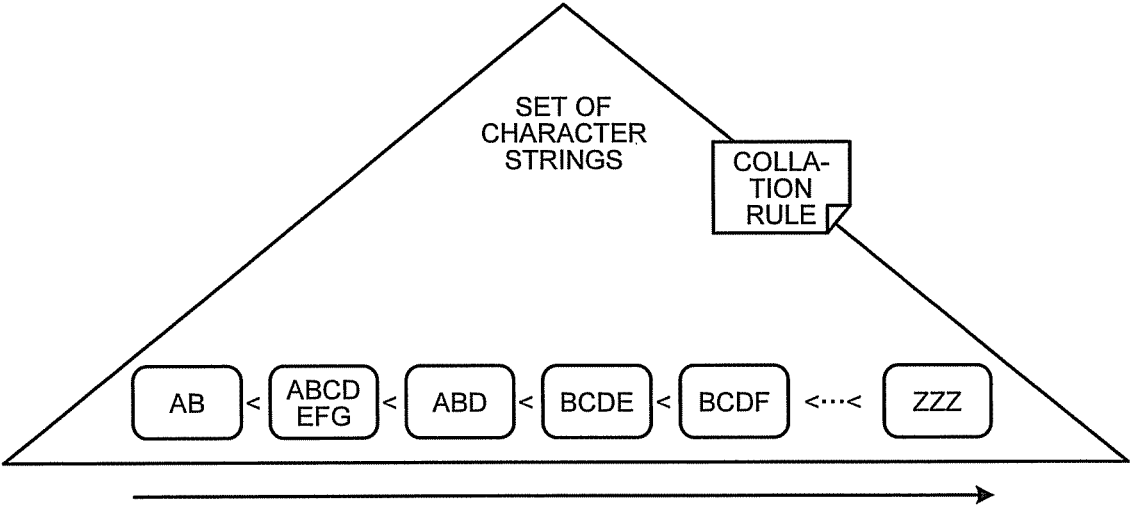 SET OF
CHARACTER
STRINGS
COLLA-
TION
RULE
AB < ABCD EFG < ABD < BCDE < BCDF <···< ZZZ